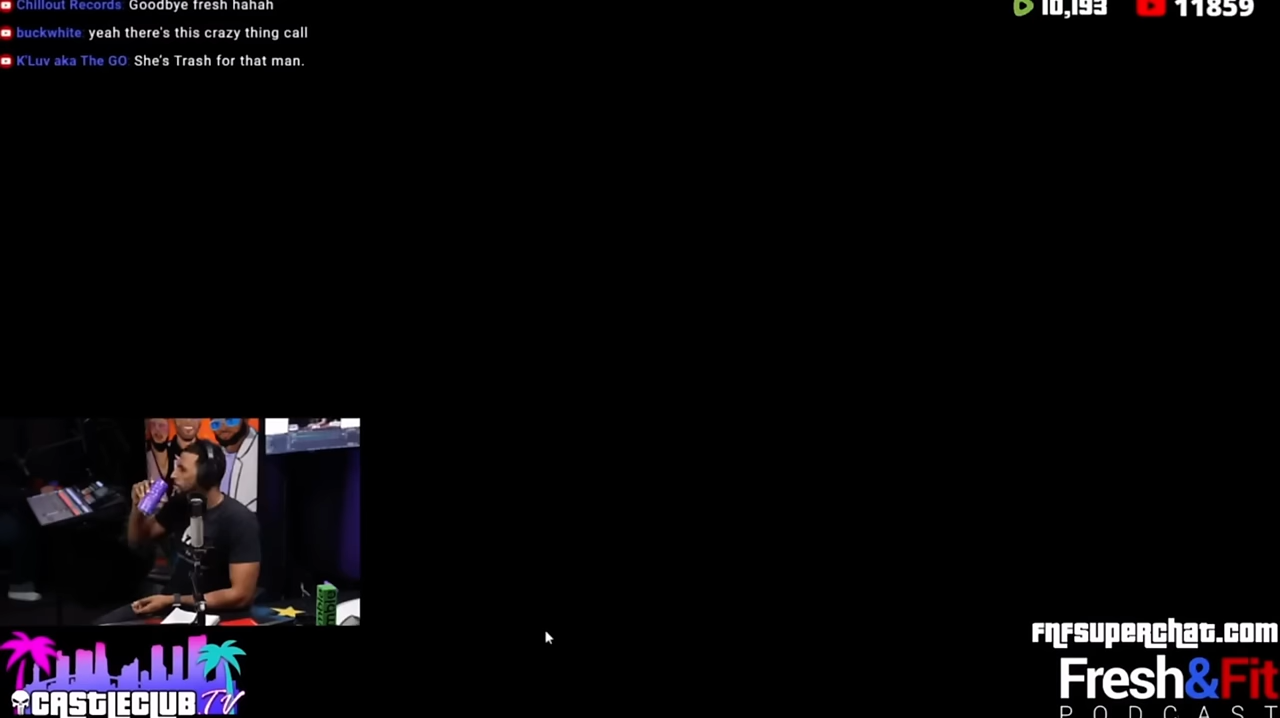 Chillout Records: Goodbye fresh hahah
buckwhite yeah there's this crazy thing call
K'Luv aka The GO She's Trash for that man.
10,193
11859
FNFSUPERCHAT.COM
Fresh&Fit
PODCAST
CASTLECLUB.TV